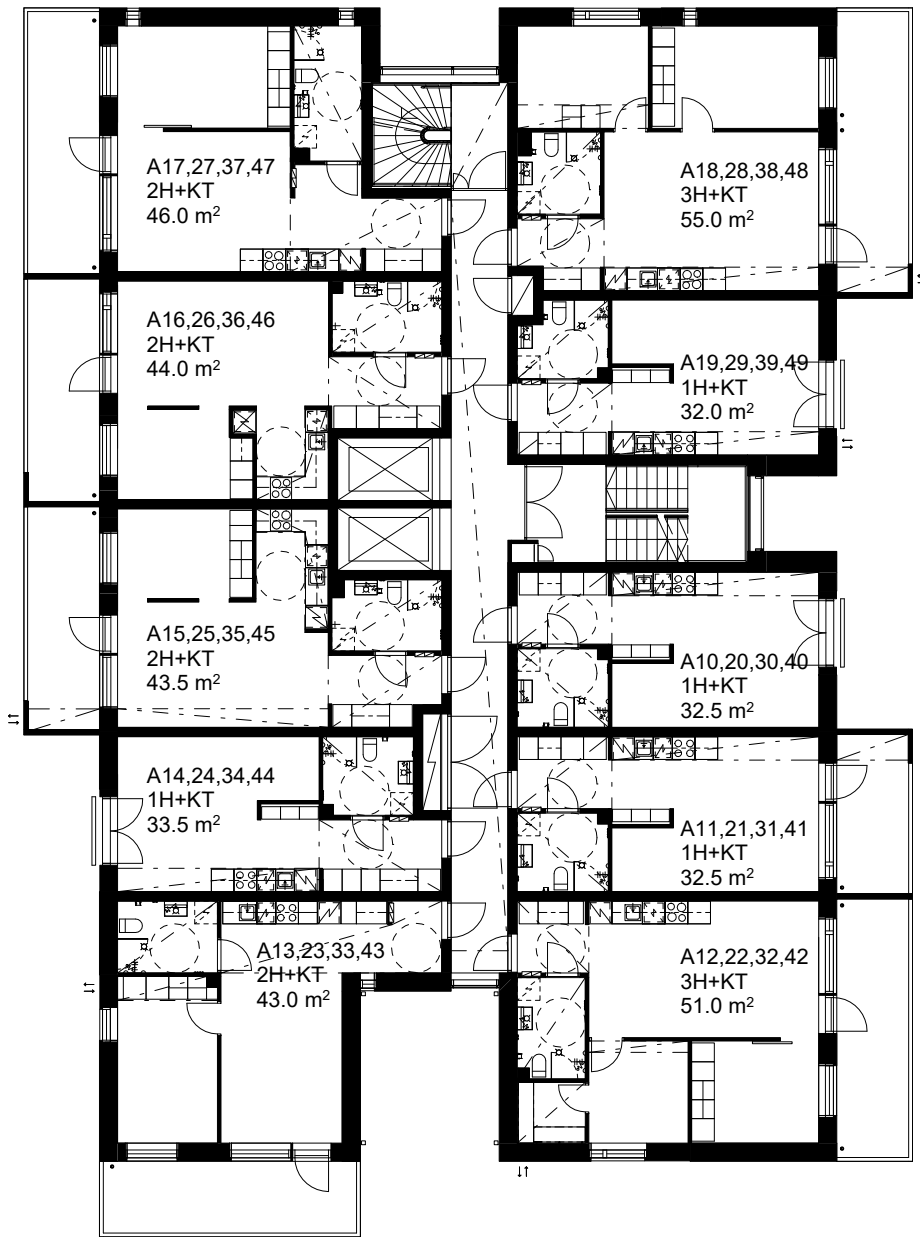 A17,27,37,47
2H+KT
46.0 m²
A18,28,38,48
3H+KT
55.0 m²
A16,26,36,46
2H+KT
44.0 m²
A19,29,39,49
1H+KT
32.0 m²
A15,25,35,45
2H+KT
43.5 m²
A10,20,30,40
1H+KT
32.5 m²
A14,24,34,44
1H+KT
33.5 m²
A11,21,31,41
1H+KT
32.5 m²
A13,23,33,43
2H+KT
43.0 m²
A12,22,32,42
3H+KT
51.0 m²